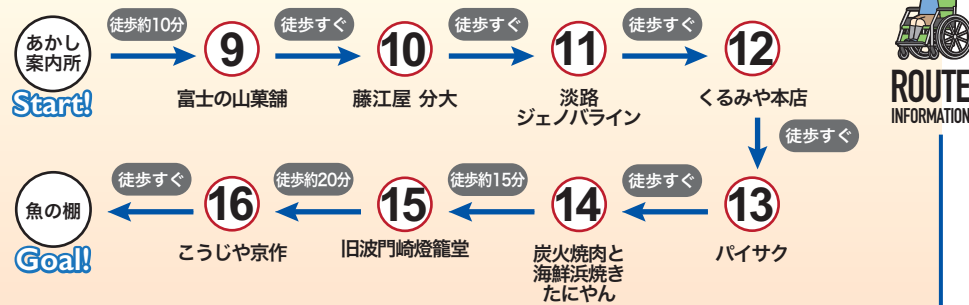 あかし
案内所
Start!
徒歩約10分
9
富士の山菓舗
徒歩すぐ
10
藤江屋 分大
徒歩すぐ
11
淡路
ジェノバライン
徒歩すぐ
12
くるみや本店
徒歩すぐ
13
パイサク
徒歩すぐ
14
炭火焼肉と
海鮮浜焼き
たにやん
徒歩約15分
15
旧波門崎燈籠堂
徒歩約20分
16
こうじや京作
徒歩すぐ
魚の棚
Goal!
ROUTE
INFORMATION